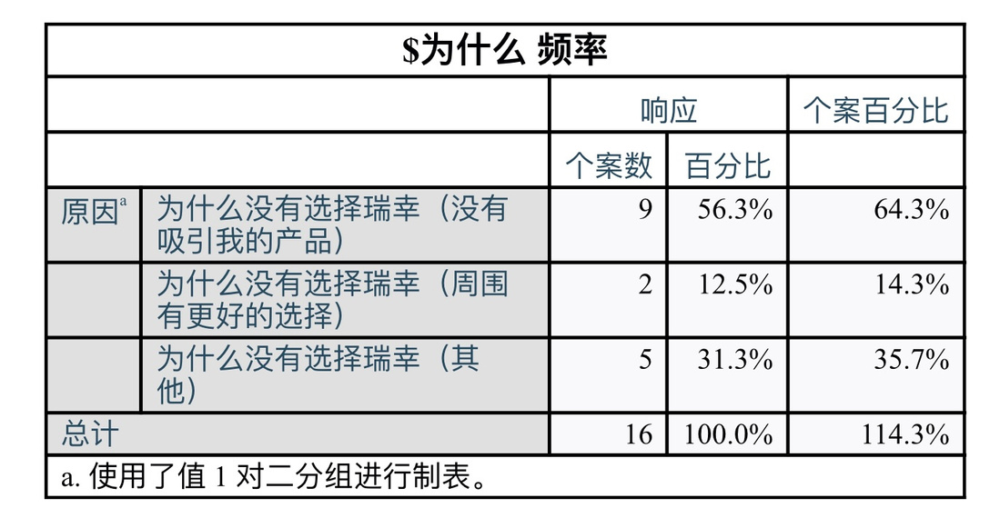 $为什么 频率
响应 个案百分比
个案数 百分比
原因a 为什么没有选择瑞幸（没有 9 56.3% 64.3%
吸引我的产品）
为什么没有选择瑞幸（周围 2 12.5% 14.3%
有更好的选择）
为什么没有选择瑞幸（其 5 31.3% 35.7%
他）
总计 16 100.0% 114.3%
a. 使用了值 1 对二分组进行制表。